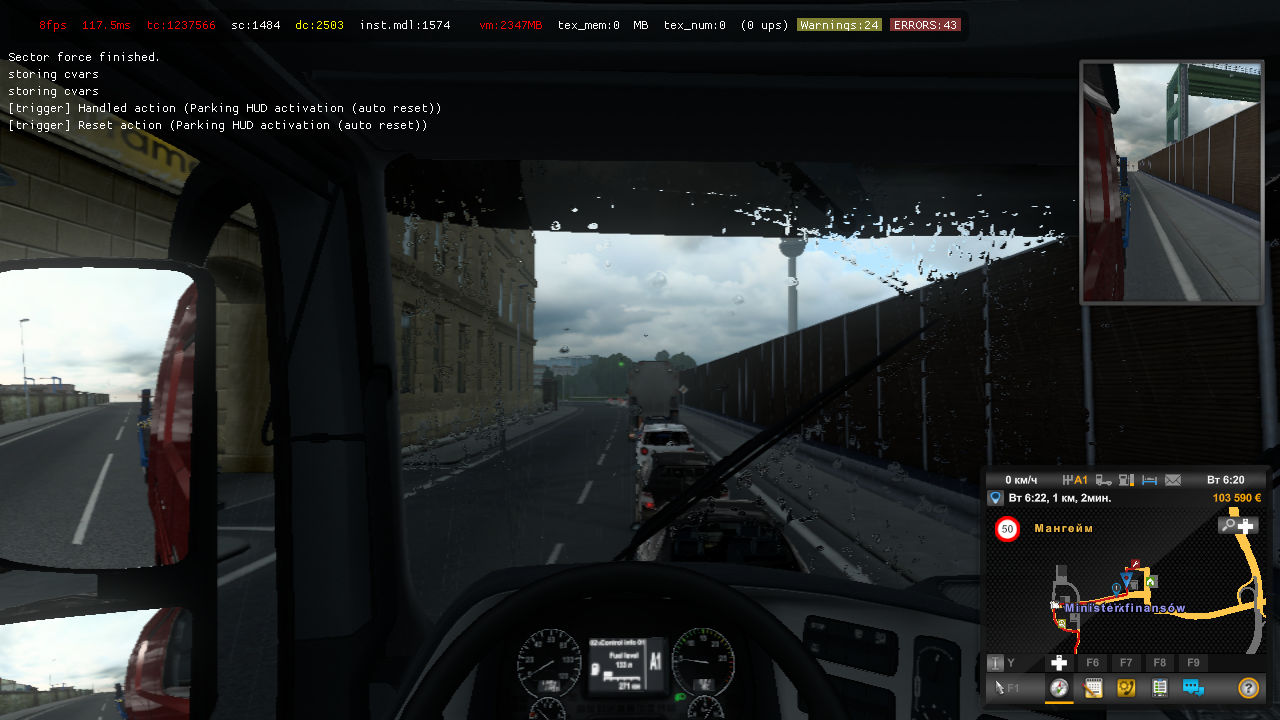 8fps 117.5ms tc:1237566 sc:1484 dc:2503 inst.mdl:1574 vm:2347MB tex_mem:0 MB tex_num:0 (0 ups) Warnings:24 ERRORS:43
Sector force finished.
storing cvars
storing cvars
[trigger] Handled action (Parking HUD activation (auto reset))
[trigger] Reset action (Parking HUD activation (auto reset))
0 км/ч A1 Вт 6:20
Вт 6:22, 1 км, 2мин. 103 590 €
50 Мангейм
Fuel level
133 л
A1
271 км
Y F6 F7 F8 F9
F1 ?